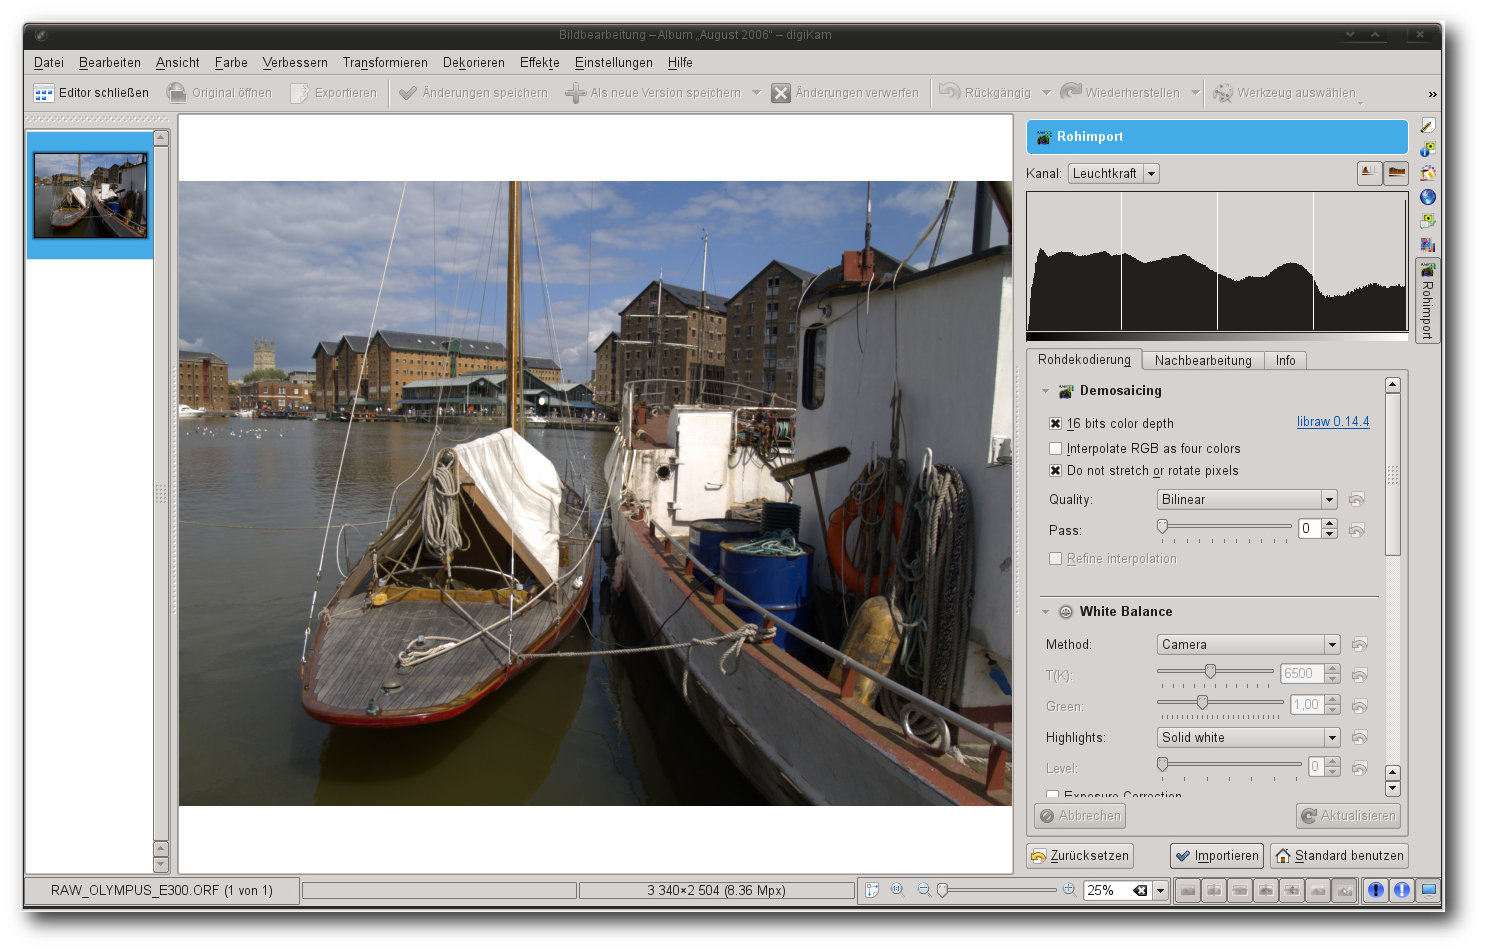 Bildbearbeitung – Album „August 2006“ – digiKam
Datei Bearbeiten Ansicht Farbe Verbessern Transformieren Dekorieren Effekte Einstellungen Hilfe
Editor schließen Original öffnen Exportieren Änderungen speichern Als neue Version speichern Änderungen verwerfen Rückgängig Wiederherstellen Werkzeug auswählen »
Rohimport
Kanal: Leuchtkraft
Rohimport
Rohdekodierung Nachbearbeitung Info
Demosaicing
16 bits color depth libraw 0.14.4
Interpolate RGB as four colors
Do not stretch or rotate pixels
Quality: Bilinear
Pass: 0
Refine interpolation
White Balance
Method: Camera
T(K): 6500
Green: 1,00
Highlights: Solid white
Level: 0
Exposure Correction
Abbrechen Aktualisieren
Zurücksetzen Importieren Standard benutzen
RAW_OLYMPUS_E300.ORF (1 von 1) 3 340×2 504 (8.36 Mpx) 25%